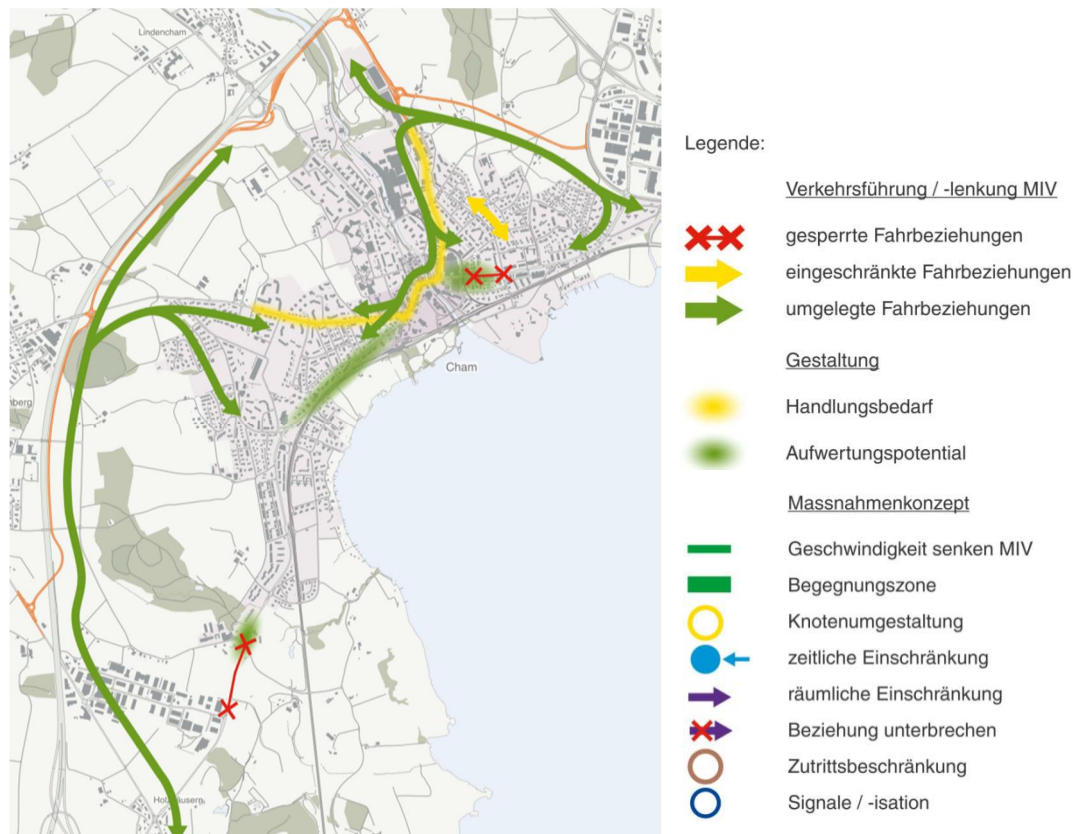 Lindencham
Cham
Legende:
Verkehrsführung / -lenkung MIV
gesperrte Fahrbeziehungen
eingeschränkte Fahrbeziehungen
umgelegte Fahrbeziehungen
Gestaltung
Handlungsbedarf
Aufwertungspotential
Massnahmenkonzept
Geschwindigkeit senken MIV
Begegnungszone
Knotenumgestaltung
zeitliche Einschränkung
räumliche Einschränkung
Beziehung unterbrechen
Zutrittsbeschränkung
Signale / -isation